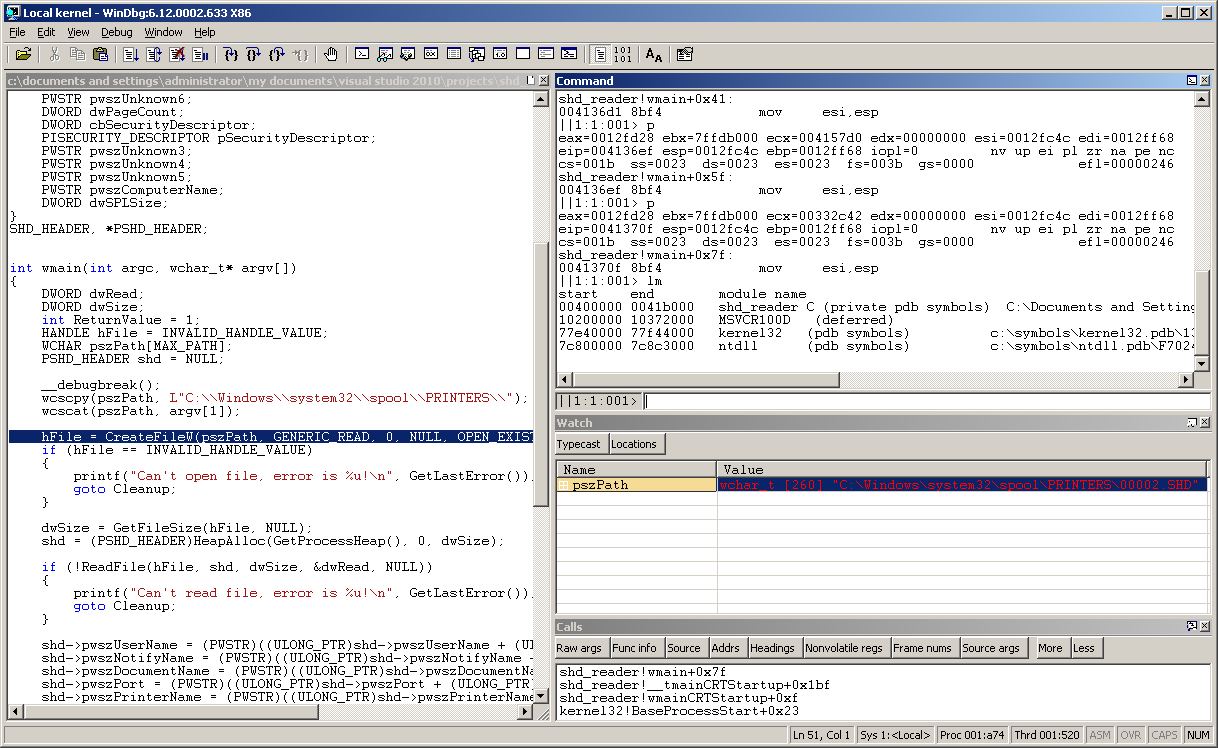 Local kernel - WinDbg:6.12.0002.633 X86
File Edit View Debug Window Help
c:\documents and settings\administrator\my documents\visual studio 2010\projects\shd_
PWSTR pwszUnknown6;
DWORD dwPageCount;
DWORD cbSecurityDescriptor;
PISECURITY_DESCRIPTOR pSecurityDescriptor;
PWSTR pwszUnknown3;
PWSTR pwszUnknown4;
PWSTR pwszUnknown5;
PWSTR pwszComputerName;
DWORD dwSPLSize;
}
SHD_HEADER, *PSHD_HEADER;
int wmain(int argc, wchar_t* argv[])
{
DWORD dwRead;
DWORD dwSize;
int ReturnValue = 1;
HANDLE hFile = INVALID_HANDLE_VALUE;
WCHAR pszPath[MAX_PATH];
PSHD_HEADER shd = NULL;
__debugbreak();
wcscpy(pszPath, L"C:\\Windows\\system32\\spool\\PRINTERS\\");
wcscat(pszPath, argv[1]);
hFile = CreateFileW(pszPath, GENERIC_READ, 0, NULL, OPEN_EXIST
if (hFile == INVALID_HANDLE_VALUE)
{
printf("Can't open file, error is %u!\n", GetLastError());
goto Cleanup;
}
dwSize = GetFileSize(hFile, NULL);
shd = (PSHD_HEADER)HeapAlloc(GetProcessHeap(), 0, dwSize);
if (!ReadFile(hFile, shd, dwSize, &dwRead, NULL))
{
printf("Can't read file, error is %u!\n", GetLastError());
goto Cleanup;
}
shd->pwszUserName = (PWSTR)((ULONG_PTR)shd->pwszUserName + (UL
shd->pwszNotifyName = (PWSTR)((ULONG_PTR)shd->pwszNotifyName +
shd->pwszDocumentName = (PWSTR)((ULONG_PTR)shd->pwszDocumentNa
shd->pwszPort = (PWSTR)((ULONG_PTR)shd->pwszPort + (ULONG_PTR)
shd->pwszPrinterName = (PWSTR)((ULONG_PTR)shd->pwszPrinterName
Command
shd_reader!wmain+0x41:
004136d1 8bf4 mov esi,esp
||1:1:001> p
eax=0012fd28 ebx=7ffdb000 ecx=004157d0 edx=00000000 esi=0012fc4c edi=0012ff68
eip=004136ef esp=0012fc4c ebp=0012ff68 iopl=0 nv up ei pl zr na pe nc
cs=001b ss=0023 ds=0023 es=0023 fs=003b gs=0000 efl=00000246
shd_reader!wmain+0x5f:
004136ef 8bf4 mov esi,esp
||1:1:001> p
eax=0012fd28 ebx=7ffdb000 ecx=00332c42 edx=00000000 esi=0012fc4c edi=0012ff68
eip=0041370f esp=0012fc4c ebp=0012ff68 iopl=0 nv up ei pl zr na pe nc
cs=001b ss=0023 ds=0023 es=0023 fs=003b gs=0000 efl=00000246
shd_reader!wmain+0x7f:
0041370f 8bf4 mov esi,esp
||1:1:001> lm
start end module name
00400000 0041b000 shd_reader C (private pdb symbols) C:\Documents and Setting
10200000 10372000 MSVCR100D (deferred)
77e40000 77f44000 kernel32 (pdb symbols) c:\symbols\kernel32.pdb\13
7c800000 7c8c3000 ntdll (pdb symbols) c:\symbols\ntdll.pdb\F7024
||1:1:001>
Watch
Typecast Locations
Name Value
pszPath wchar_t [260] "C:\Windows\system32\spool\PRINTERS\00002.SHD"
Calls
Raw args Func info Source Addrs Headings Nonvolatile regs Frame nums Source args More Less
shd_reader!wmain+0x7f
shd_reader!__tmainCRTStartup+0x1bf
shd_reader!wmainCRTStartup+0xf
kernel32!BaseProcessStart+0x23
Ln 51, Col 1 Sys 1:<Local> Proc 001:a74 Thrd 001:520 ASM OVR CAPS NUM